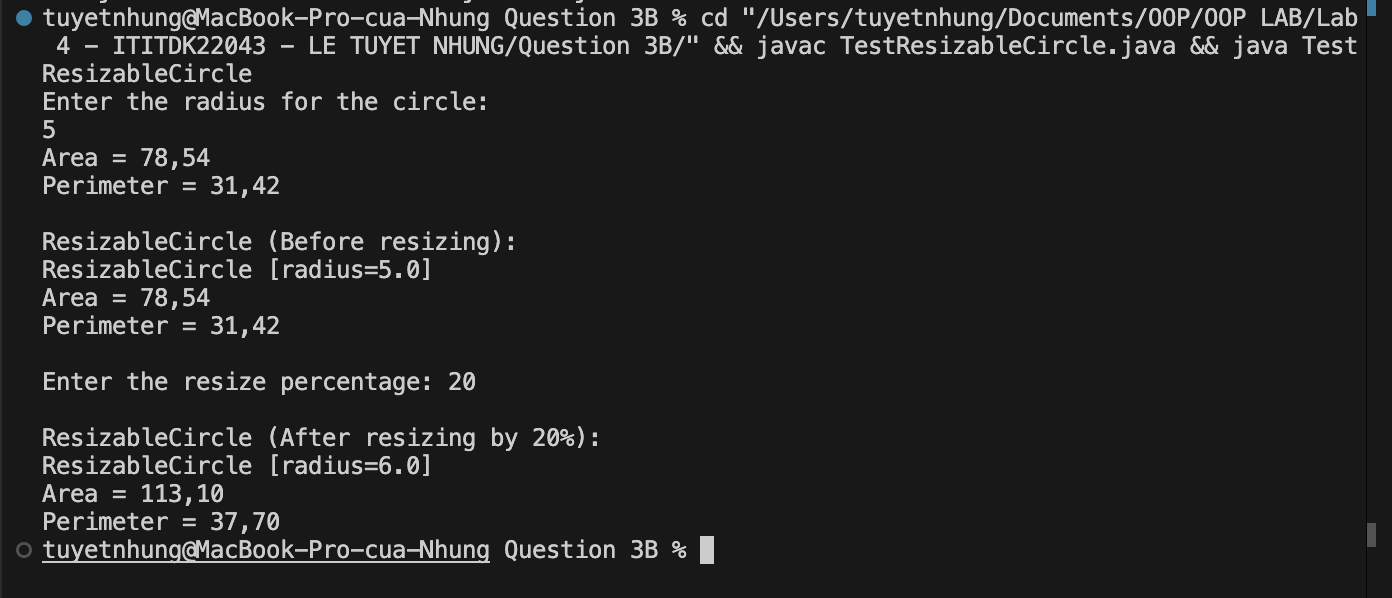 tuyetnhung@MacBook-Pro-cua-Nhung Question 3B % cd "/Users/tuyetnhung/Documents/OOP/OOP LAB/Lab
4 - ITITDK22043 - LE TUYET NHUNG/Question 3B/" && javac TestResizableCircle.java && java Test
ResizableCircle
Enter the radius for the circle:
5
Area = 78,54
Perimeter = 31,42
ResizableCircle (Before resizing):
ResizableCircle [radius=5.0]
Area = 78,54
Perimeter = 31,42
Enter the resize percentage: 20
ResizableCircle (After resizing by 20%):
ResizableCircle [radius=6.0]
Area = 113,10
Perimeter = 37,70
tuyetnhung@MacBook-Pro-cua-Nhung Question 3B %